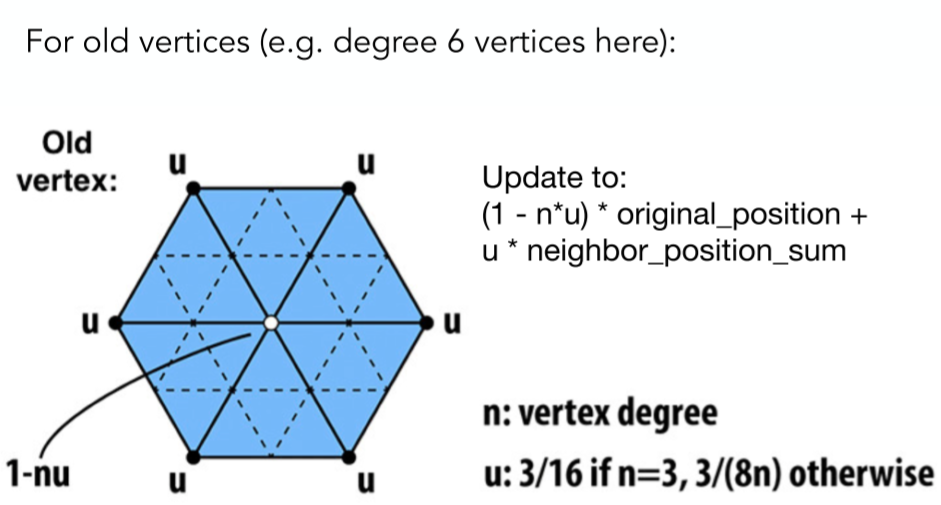 For old vertices (e.g. degree 6 vertices here):
Old
vertex:
u
u
Update to:
(1 - n*u) * original_position +
u * neighbor_position_sum
u
u
n: vertex degree
1-nu
u
u
u: 3/16 if n=3, 3/(8n) otherwise